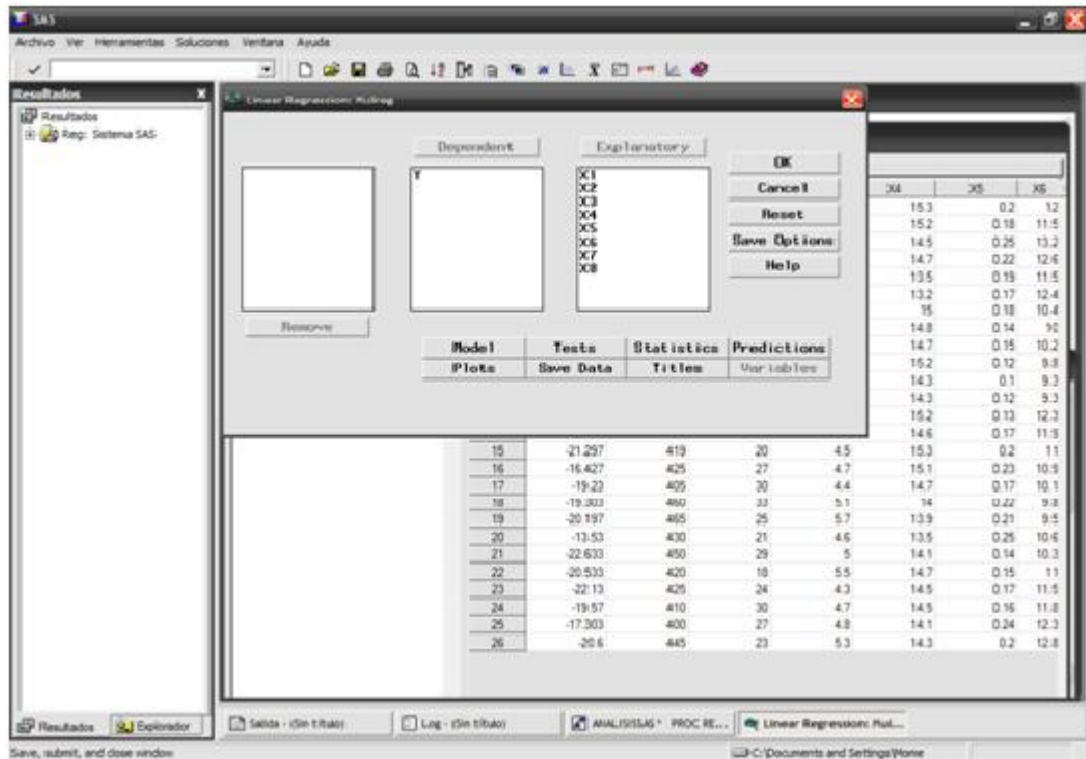 SAS
Archivo Ver Herramientas Soluciones Ventana Ayuda
Resultados X
Resultados
Reg: Sistema SAS
Linear Regression:
Dependent Explanatory
Y
X1
X2
X3
X4
X5
X6
X7
X8
OK
Cancel
Reset
Save Options
Help
Remove
Model Tests Statistics Predictions
Plots Save Data Titles Variables
X4 X5 X6
15.3 0.2 12
15.2 0.18 11.5
14.5 0.25 13.2
14.7 0.22 12.6
13.5 0.19 11.5
13.2 0.17 12.4
15 0.18 10.4
14.8 0.14 10
14.7 0.15 10.2
15.2 0.12 9.8
14.3 0.1 9.3
14.3 0.12 9.3
15.2 0.13 12.3
14.6 0.17 11.5
15 -21.297 419 20 4.5 15.3 0.2 11
16 -16.427 425 27 4.7 15.1 0.23 10.9
17 -19.23 405 30 4.4 14.7 0.17 10.1
18 -19.303 460 33 5.1 14 0.22 9.8
19 -20.197 465 25 5.7 13.9 0.21 9.5
20 -13.53 430 21 4.6 13.5 0.25 10.6
21 -22.633 450 29 5 14.1 0.14 10.3
22 -20.533 420 18 5.5 14.7 0.15 11
23 -22.13 425 24 4.3 14.5 0.17 11.5
24 -19.57 410 30 4.7 14.5 0.16 11.8
25 -17.303 400 27 4.8 14.1 0.24 12.3
26 -20.6 445 23 5.3 14.3 0.2 12.8
Resultados Explorador
Salida - (Sin título) Log - (Sin título) PROC RE... Linear Regression:
Save, submit, and close window C:\Documents and Settings\Home